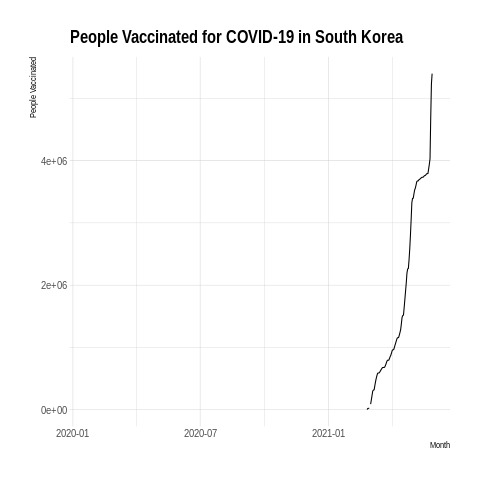 People Vaccinated for COVID-19 in South Korea
People Vaccinated
4e+06
2e+06
0e+00
2020-01 2020-07 2021-01
Month